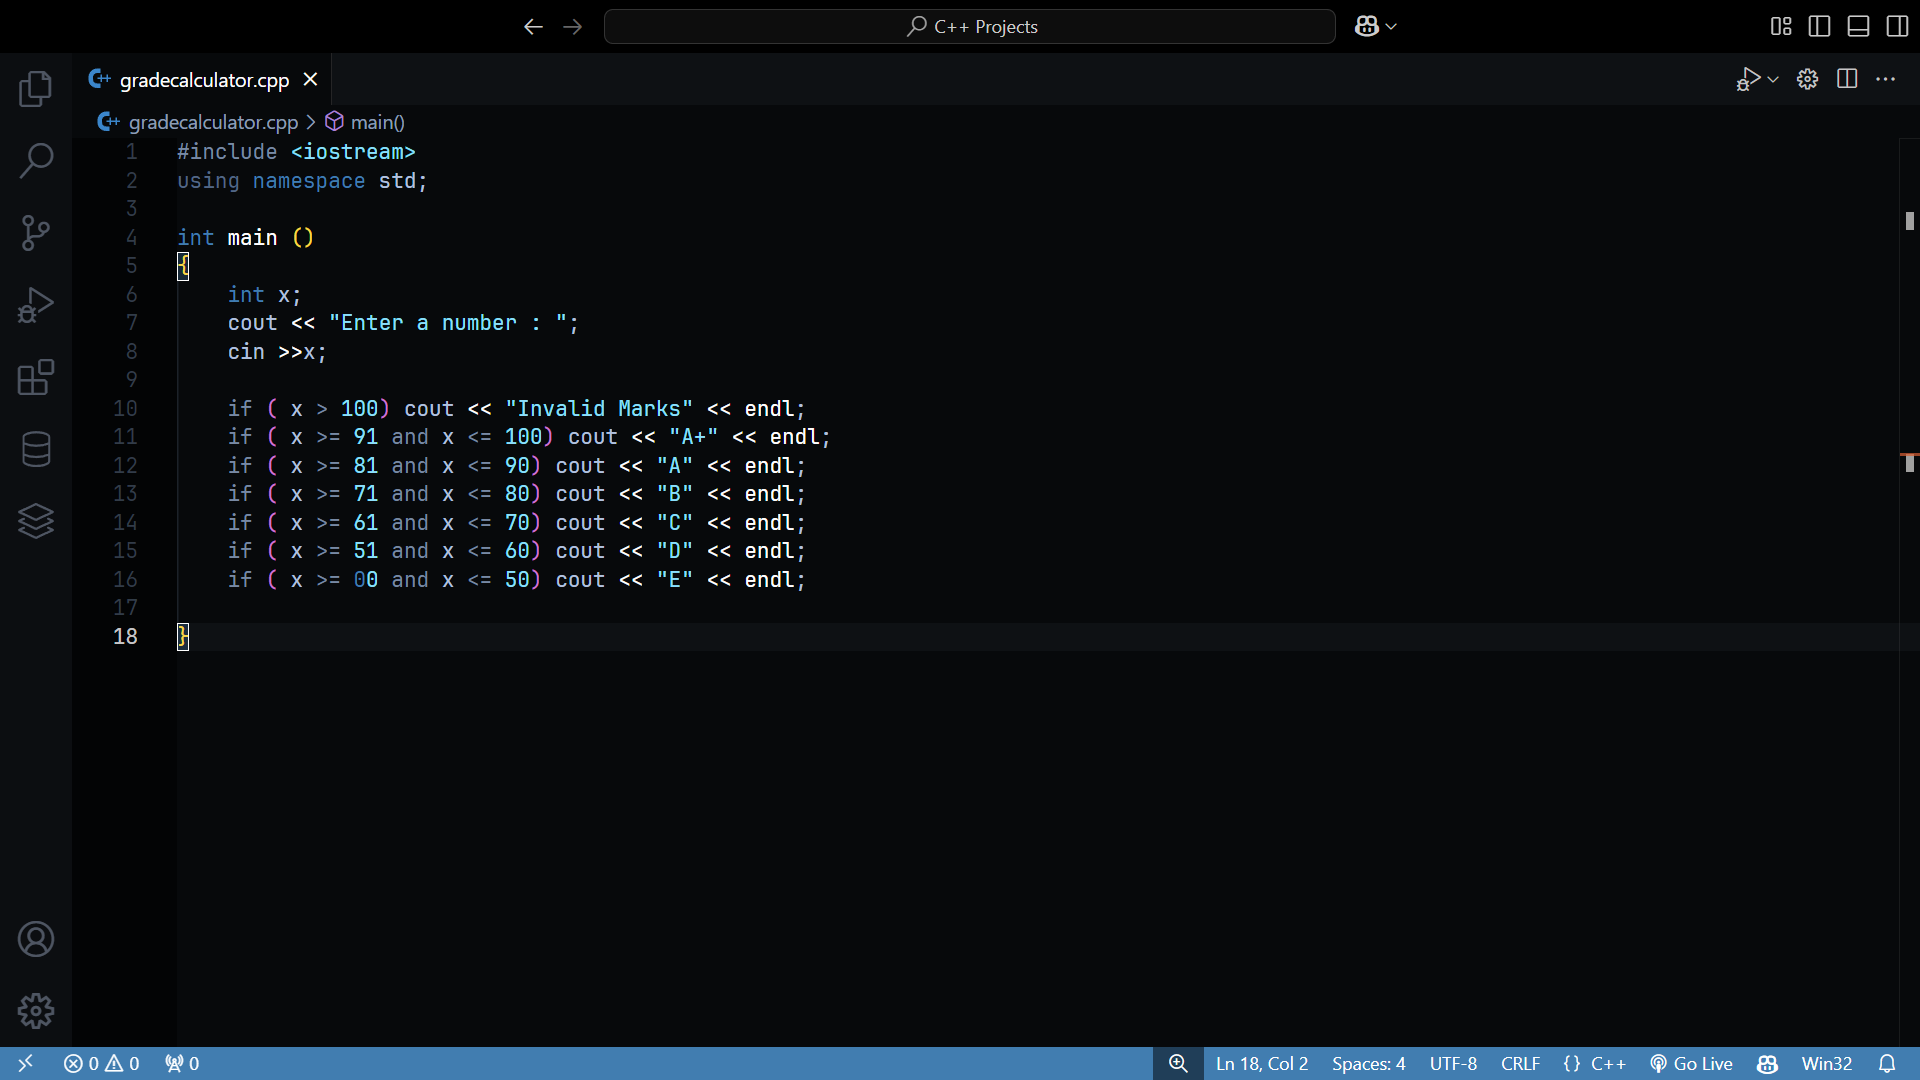 C++ Projects
gradecalculator.cpp
gradecalculator.cpp > main()
1 #include <iostream>
2 using namespace std;
3
4 int main ()
5 {
6 int x;
7 cout << "Enter a number : ";
8 cin >>x;
9
10 if ( x > 100) cout << "Invalid Marks" << endl;
11 if ( x >= 91 and x <= 100) cout << "A+" << endl;
12 if ( x >= 81 and x <= 90) cout << "A" << endl;
13 if ( x >= 71 and x <= 80) cout << "B" << endl;
14 if ( x >= 61 and x <= 70) cout << "C" << endl;
15 if ( x >= 51 and x <= 60) cout << "D" << endl;
16 if ( x >= 00 and x <= 50) cout << "E" << endl;
17
18 }
0 0 0 Ln 18, Col 2 Spaces: 4 UTF-8 CRLF {} C++ Go Live Win32